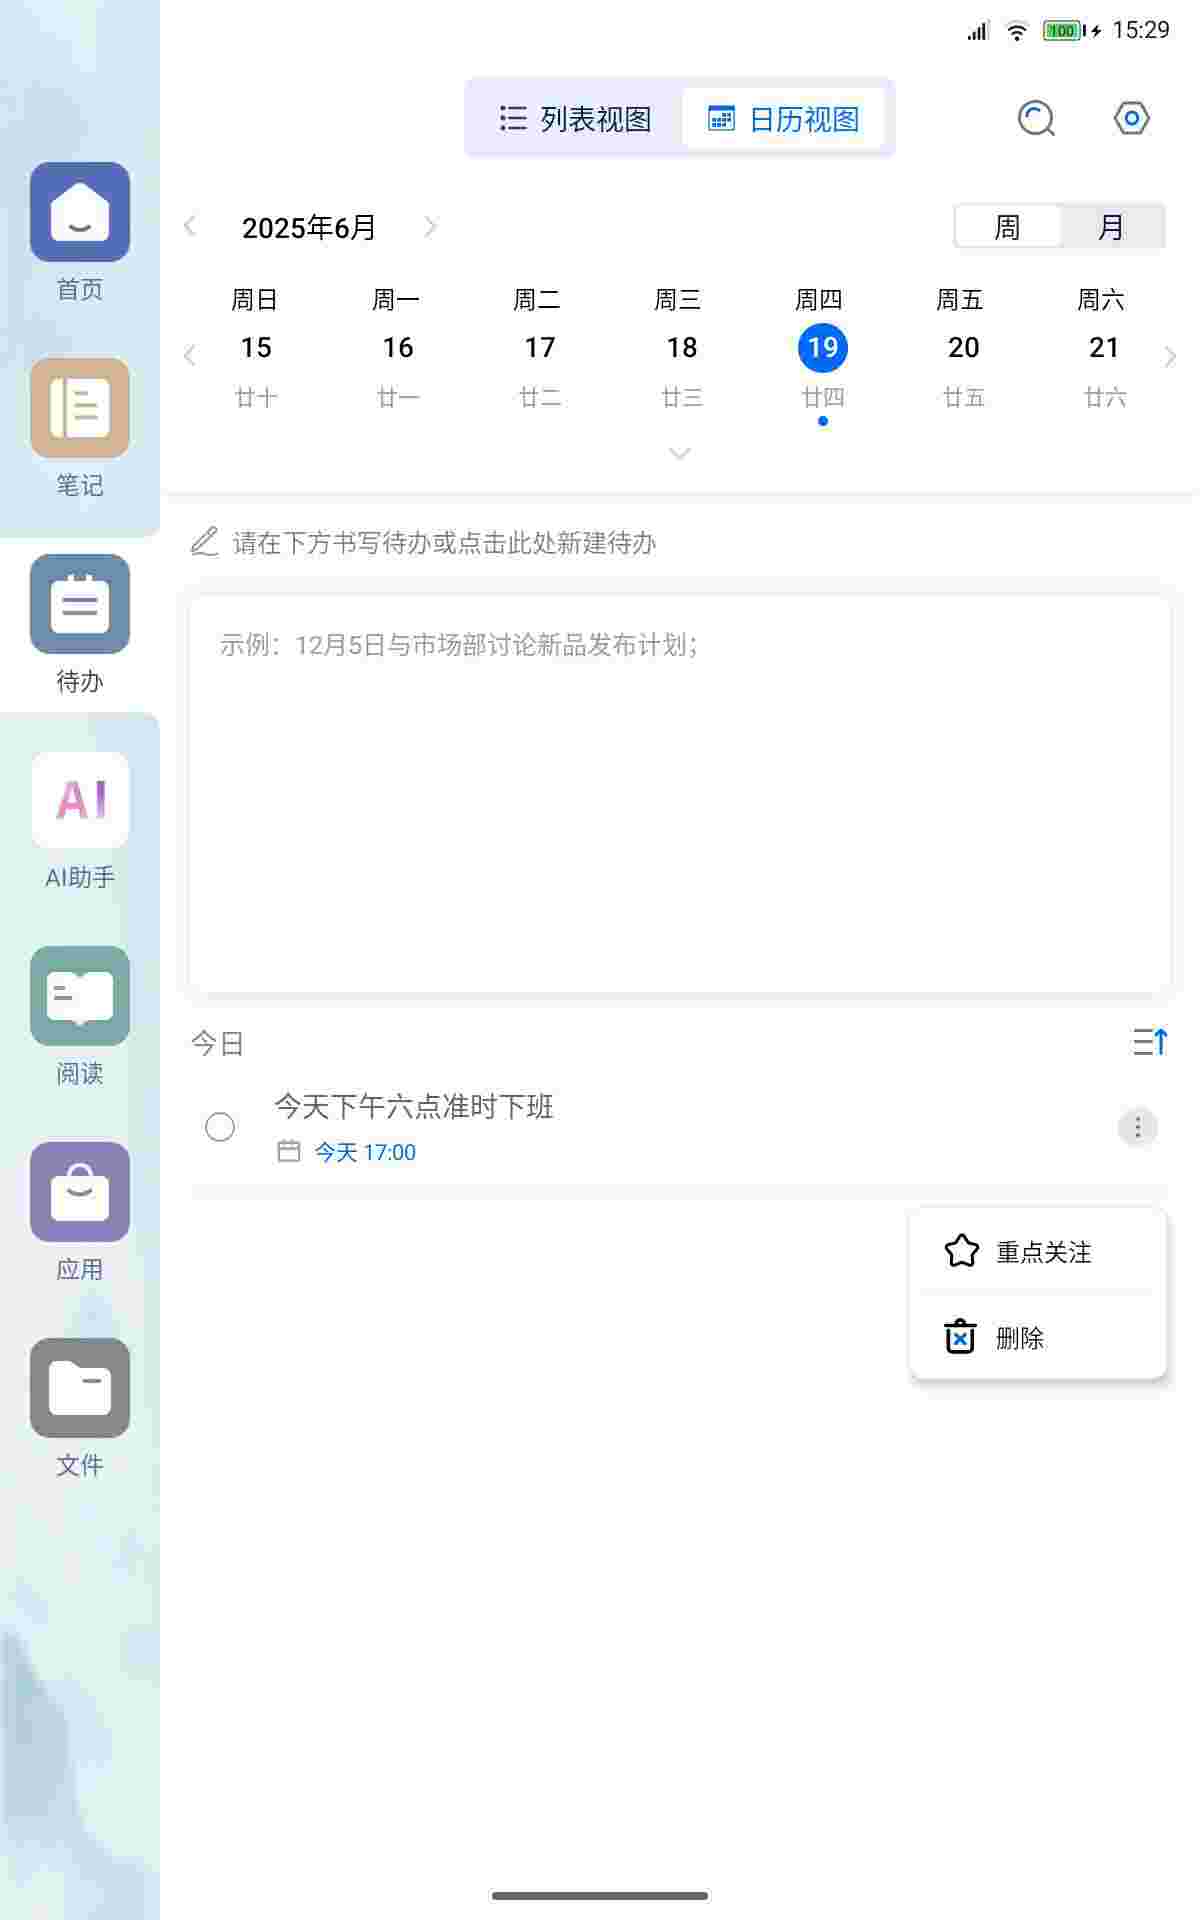 15:29
100
列表视图
日历视图
2025年6月
周
月
周日 周一 周二 周三 周四 周五 周六
15 16 17 18 19 20 21
廿十 廿一 廿二 廿三 廿四 廿五 廿六
请在下方书写待办或点击此处新建待办
示例：12月5日与市场部讨论新品发布计划；
今日
今天下午六点准时下班
今天 17:00
重点关注
删除
首页
笔记
待办
AI
AI助手
阅读
应用
文件